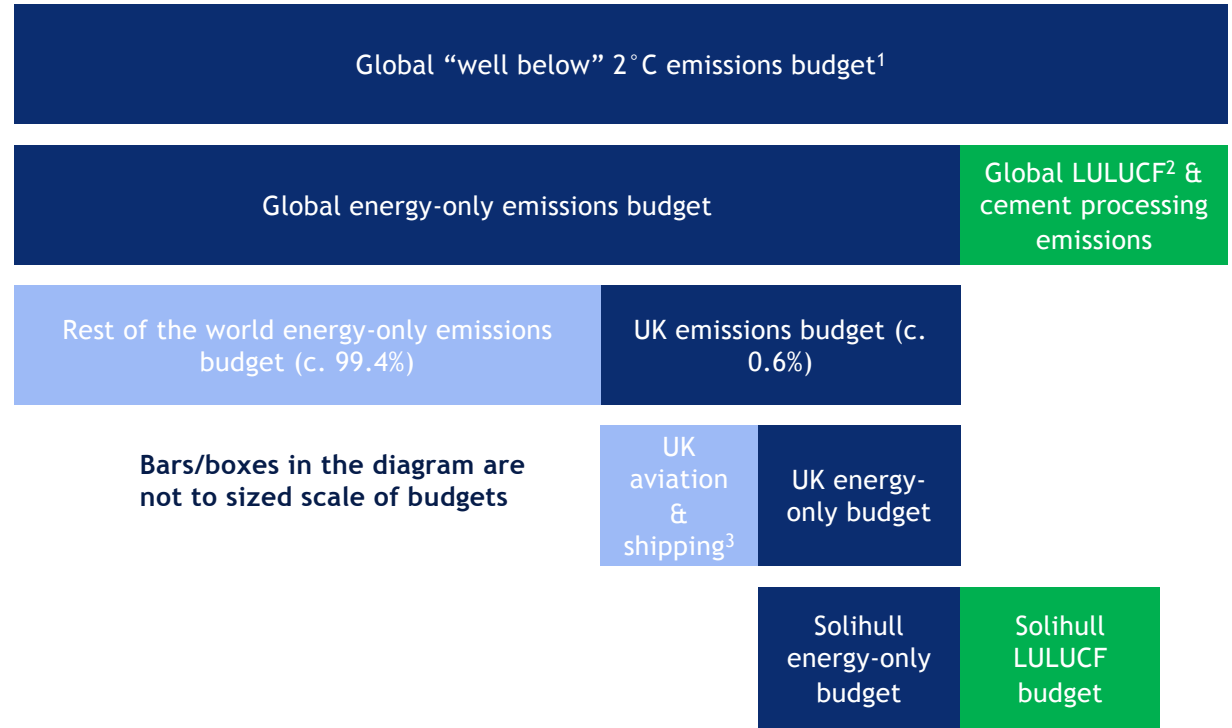 Global “well below” 2°C emissions budget¹
Global energy-only emissions budget
Global LULUCF² &
cement processing
emissions
Rest of the world energy-only emissions
budget (c. 99.4%)
UK emissions budget (c.
0.6%)
Bars/boxes in the diagram are
not to sized scale of budgets
UK
aviation
&
shipping³
UK energy-
only budget
Solihull
energy-only
budget
Solihull
LULUCF
budget